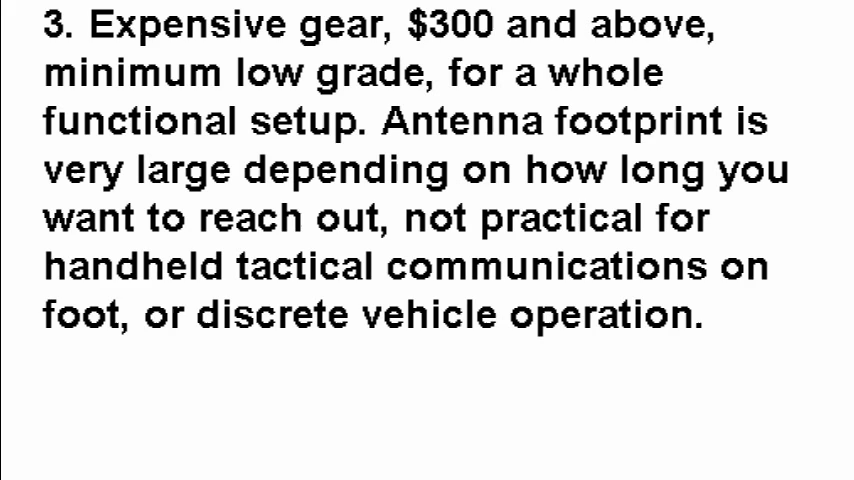 3. Expensive gear, $300 and above,
minimum low grade, for a whole
functional setup. Antenna footprint is
very large depending on how long you
want to reach out, not practical for
handheld tactical communications on
foot, or discrete vehicle operation.